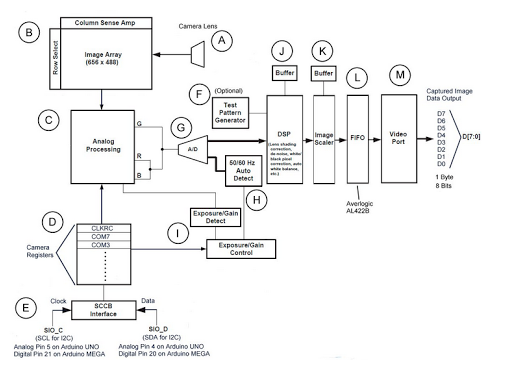 Column Sense Amp
Camera Lens
B
A
Row Select
Image Array
(656 x 488)
J
K
L
M
Buffer
Buffer
F
(Optional)
Test
Pattern
Generator
C
G
G
Analog
Processing
R
B
A/D
DSP
(Lens shading
correction,
de-noise, white/
black pixel
correction, auto
white balance,
etc.)
Image
Scaler
FIFO
Video
Port
Captured Image
Data Output
D7
D6
D5
D4
D3
D2
D1
D0
D[7:0]
1 Byte
8 Bits
50/60 Hz
Auto
Detect
H
Averlogic
AL422B
D
Camera
Registers
CLKRC
COM7
COM3
I
Exposure/Gain
Detect
Exposure/Gain
Control
E
Clock
SCCB
Interface
Data
SIO_C
(SCL for I2C)
Analog Pin 5 on Arduino UNO
Digital Pin 21 on Arduino MEGA
SIO_D
(SDA for I2C)
Analog Pin 4 on Arduino UNO
Digital Pin 20 on Arduino MEGA